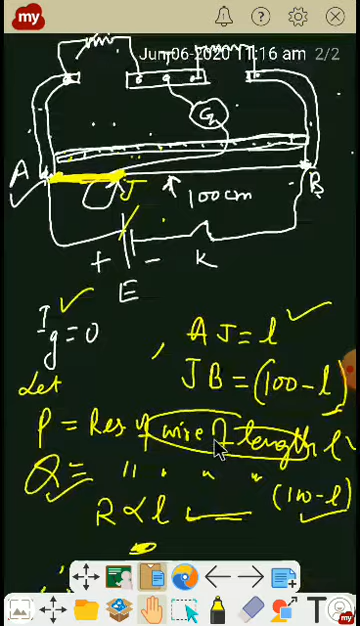 my
Jun 06-2020 11:16 am 2/2
G
A
J
B
100cm
+ - K
E
Ig=0
, AJ=l
Let
JB=(100-l)
P = Res of wire of length l
Q = " " " " (100-l)
R ∝ l
T
my